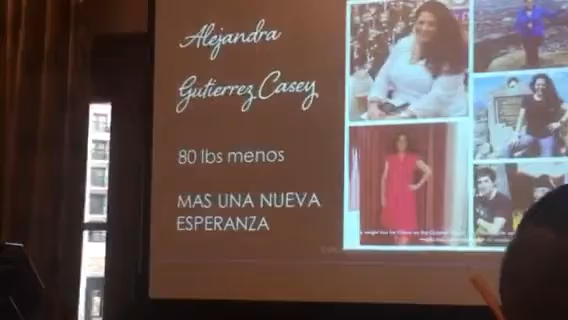 Alejandra
Gutierrez Casey
80 lbs menos
MAS UNA NUEVA
ESPERANZA